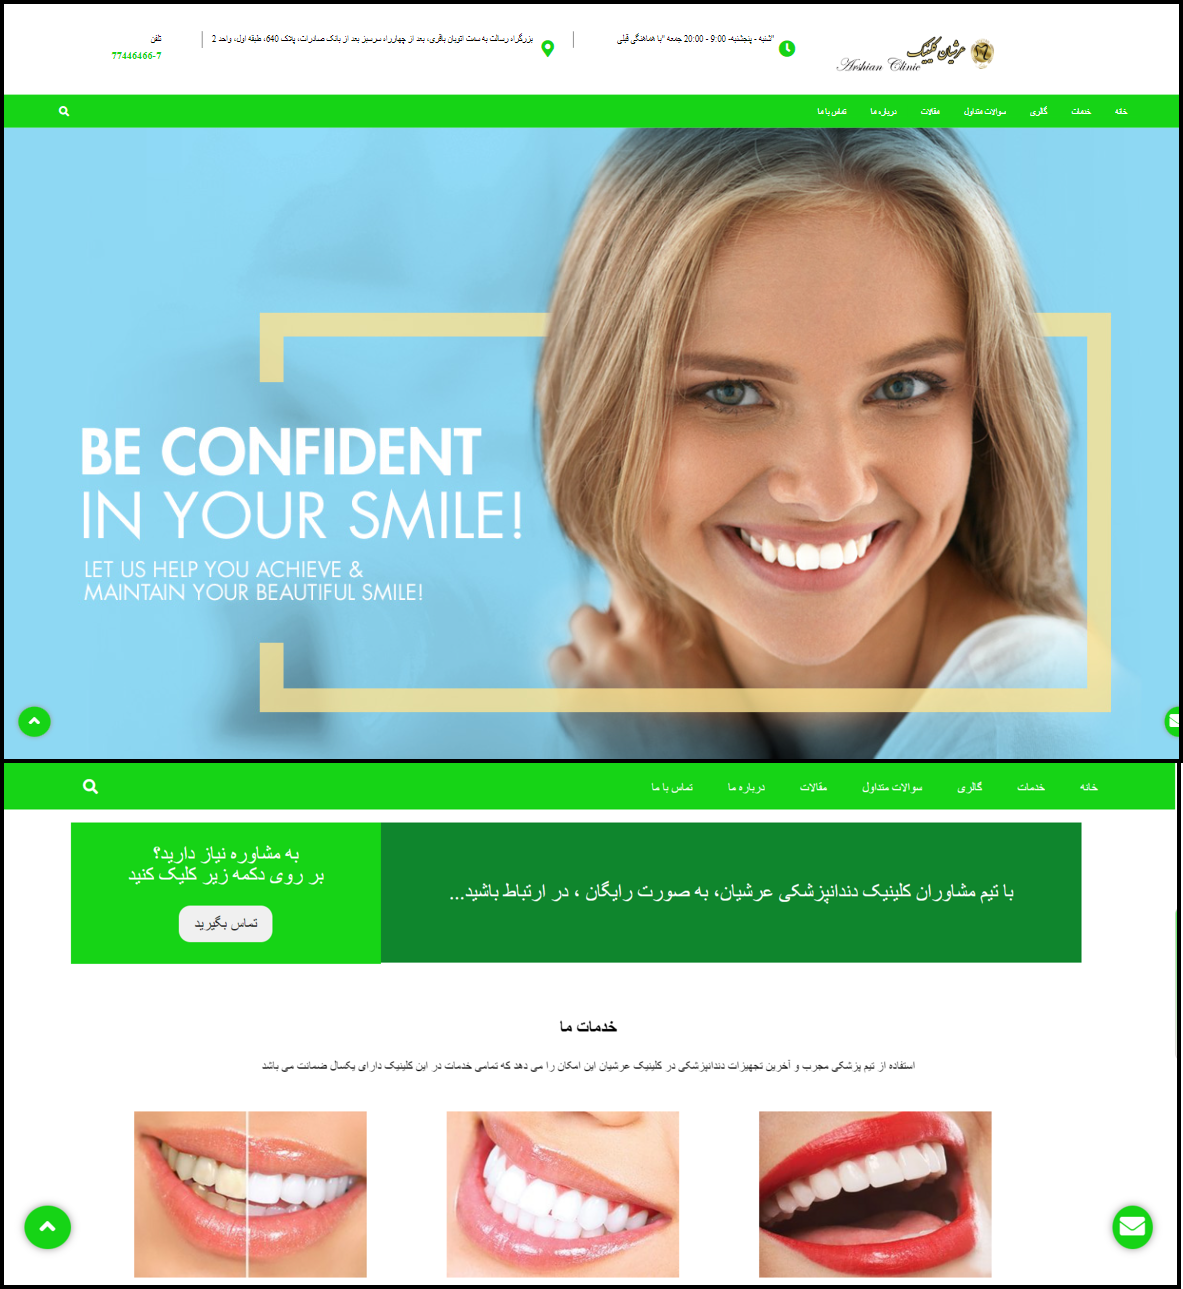 عرشیان کلینیک
Arshian Clinic
"شنبه - پنجشنبه- 9:00 - 20:00 جمعه "با هماهنگی قبلی
بزرگراه رسالت به سمت اتوبان باقری، بعد از چهارراه سرسبز بعد از بانک صادرات، پلاک 640، طبقه اول، واحد 2
تلفن
77446466-7
خانه خدمات گالری سوالات متداول مقالات درباره ما تماس با ما
BE CONFIDENT
IN YOUR SMILE!
LET US HELP YOU ACHIEVE &
MAINTAIN YOUR BEAUTIFUL SMILE!
خانه خدمات گالری سوالات متداول مقالات درباره ما تماس با ما
با تیم مشاوران کلینیک دندانپزشکی عرشیان، به صورت رایگان ، در ارتباط باشید...
به مشاوره نیاز دارید؟
بر روی دکمه زیر کلیک کنید
تماس بگیرید
خدمات ما
استفاده از تیم پزشکی مجرب و آخرین تجهیزات دندانپزشکی در کلینیک عرشیان این امکان را می دهد که تمامی خدمات در این کلینیک دارای یکسال ضمانت می باشد